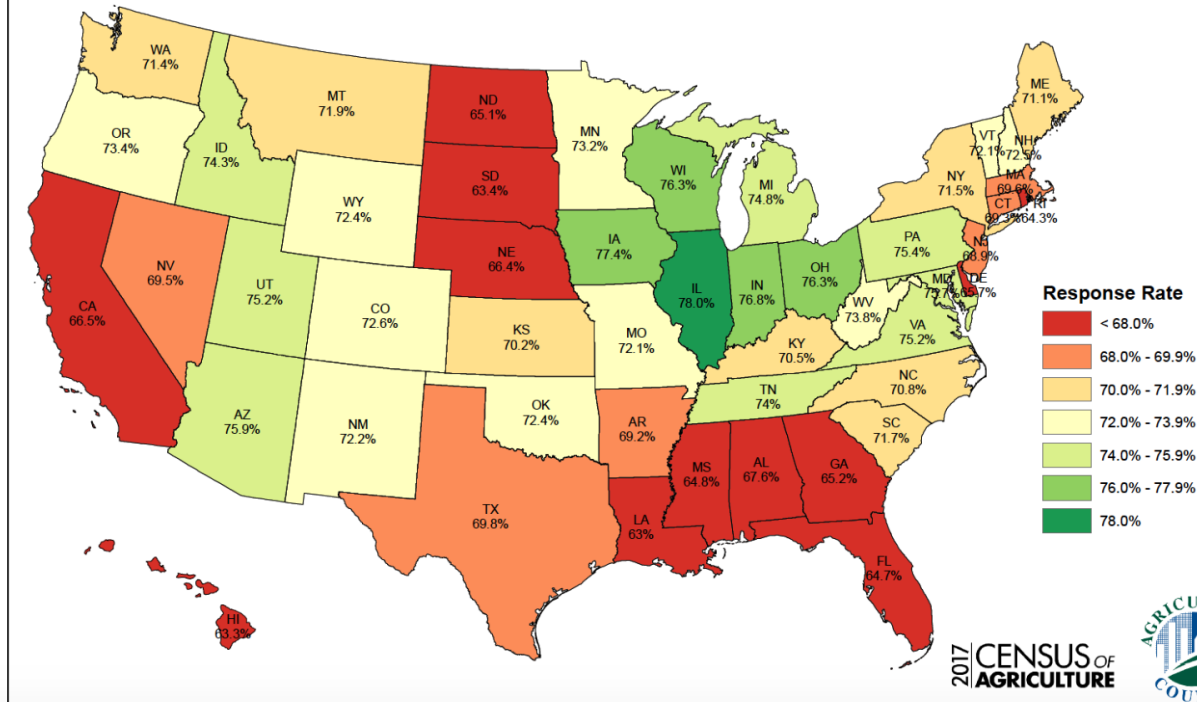 WA
71.4%
MT
71.9%
ND
65.1%
MN
73.2%
ME
71.1%
OR
73.4%
ID
74.3%
SD
63.4%
WI
76.3%
MI
74.8%
VT
72.1%
NH
72.5%
NY
71.5%
MA
69.6%
CT
69.3%
RI
64.3%
WY
72.4%
NE
66.4%
IA
77.4%
PA
75.4%
NJ
68.9%
NV
69.5%
UT
75.2%
CO
72.6%
IL
78.0%
IN
76.8%
OH
76.3%
MD
75.7%
DE
65.7%
WV
73.8%
VA
75.2%
CA
66.5%
KS
70.2%
MO
72.1%
KY
70.5%
NC
70.8%
TN
74%
SC
71.7%
AZ
75.9%
NM
72.2%
OK
72.4%
AR
69.2%
MS
64.8%
AL
67.6%
GA
65.2%
TX
69.8%
LA
63%
FL
64.7%
HI
63.3%
Response Rate
< 68.0%
68.0% - 69.9%
70.0% - 71.9%
72.0% - 73.9%
74.0% - 75.9%
76.0% - 77.9%
78.0%
2017 CENSUS OF
AGRICULTURE
AGRICU
COU